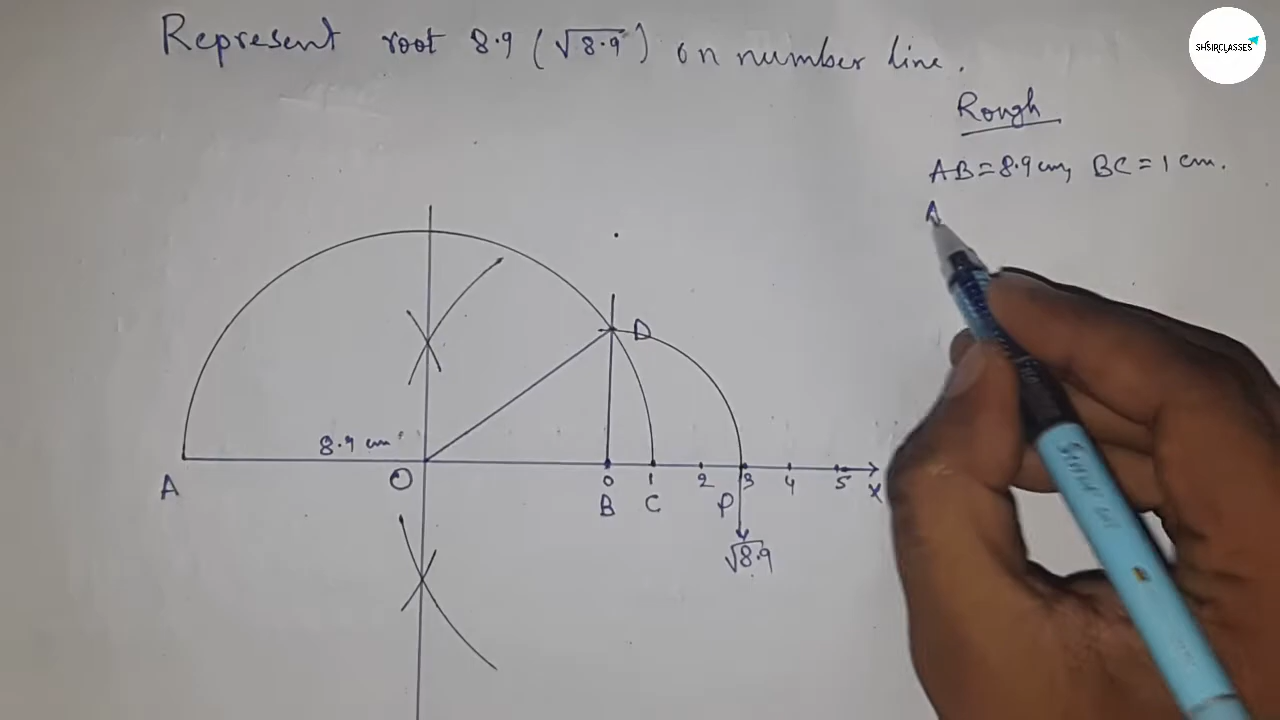 Represent root 8.9 (√8.9) on number line.
SHSIRCLASSES
Rough
AB = 8.9 cm, BC = 1 cm.
A
D
8.9 cm
A O 0 1 2 3 4 5 X
B C P
√8.9